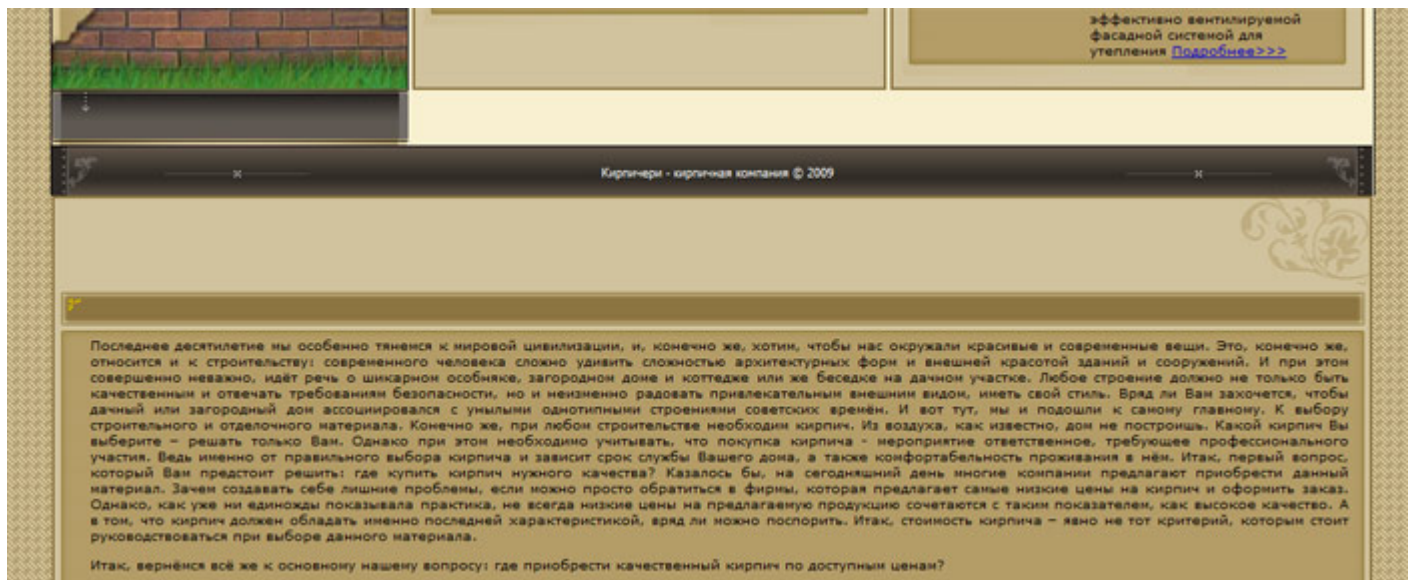 эффективно вентилируемой
фасадной системой для
утепления Подробнее>>>
Кирпичери - кирпичная компания © 2009
Последнее десятилетие мы особенно тянемся к мировой цивилизации, и, конечно же, хотим, чтобы нас окружали красивые и современные вещи. Это, конечно же,
относится и к строительству: современного человека сложно удивить сложностью архитектурных форм и внешней красотой зданий и сооружений. И при этом
совершенно неважно, идёт речь о шикарном особняке, загородном доме и коттедже или же беседке на дачном участке. Любое строение должно не только быть
качественным и отвечать требованиям безопасности, но и неизменно радовать привлекательным внешним видом, иметь свой стиль. Вряд ли Вам захочется, чтобы
дачный или загородный дом ассоциировался с унылыми однотипными строениями советских времён. И вот тут, мы и подошли к самому главному. К выбору
строительного и отделочного материала. Конечно же, при любом строительстве необходим кирпич. Из воздуха, как известно, дом не построишь. Какой кирпич Вы
выберите – решать только Вам. Однако при этом необходимо учитывать, что покупка кирпича - мероприятие ответственное, требующее профессионального
участия. Ведь именно от правильного выбора кирпича и зависит срок службы Вашего дома, а также комфортабельность проживания в нём. Итак, первый вопрос,
который Вам предстоит решить: где купить кирпич нужного качества? Казалось бы, на сегодняшний день многие компании предлагают приобрести данный
материал. Зачем создавать себе лишние проблемы, если можно просто обратиться в фирмы, которая предлагает самые низкие цены на кирпич и оформить заказ.
Однако, как уже ни единожды показывала практика, не всегда низкие цены на предлагаемую продукцию сочетаются с таким показателем, как высокое качество. А
в том, что кирпич должен обладать именно последней характеристикой, вряд ли можно поспорить. Итак, стоимость кирпича – явно не тот критерий, которым стоит
руководствоваться при выборе данного материала.
Итак, вернёмся всё же к основному нашему вопросу: где приобрести качественный кирпич по доступным ценам?